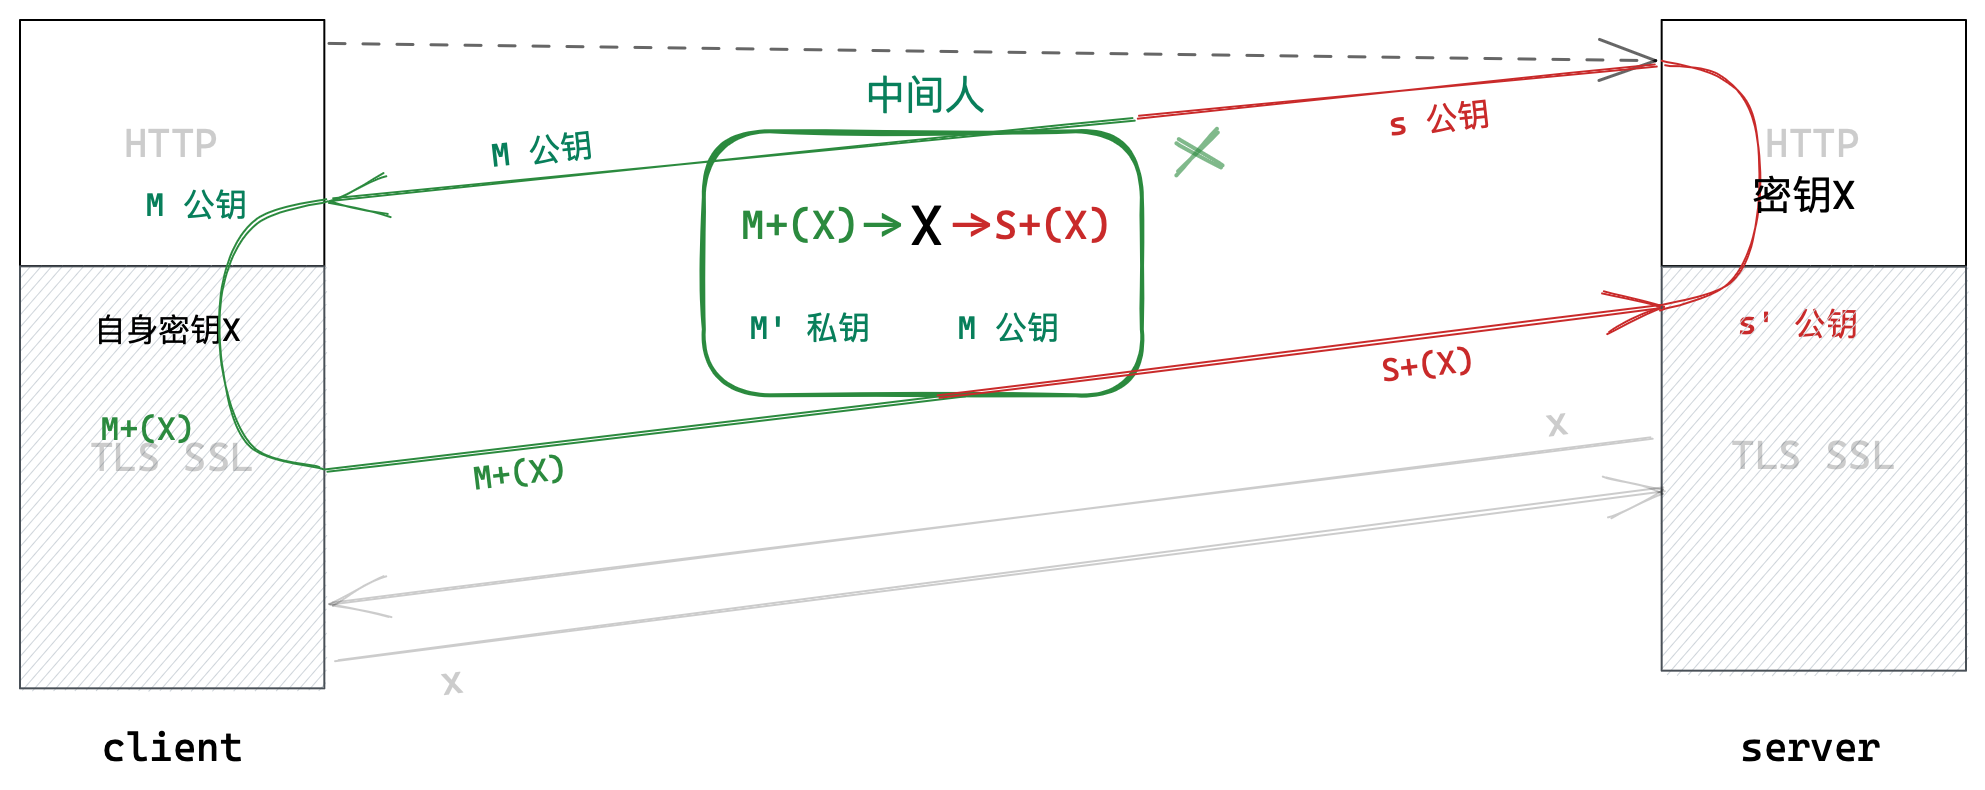 HTTP
M 公钥
自身密钥X
M+(X)
TLS SSL
client
中间人
M 公钥
s 公钥
M+(X)→X→S+(X)
M' 私钥 M 公钥
M+(X)
S+(X)
x
x
HTTP
密钥X
s' 公钥
TLS SSL
server